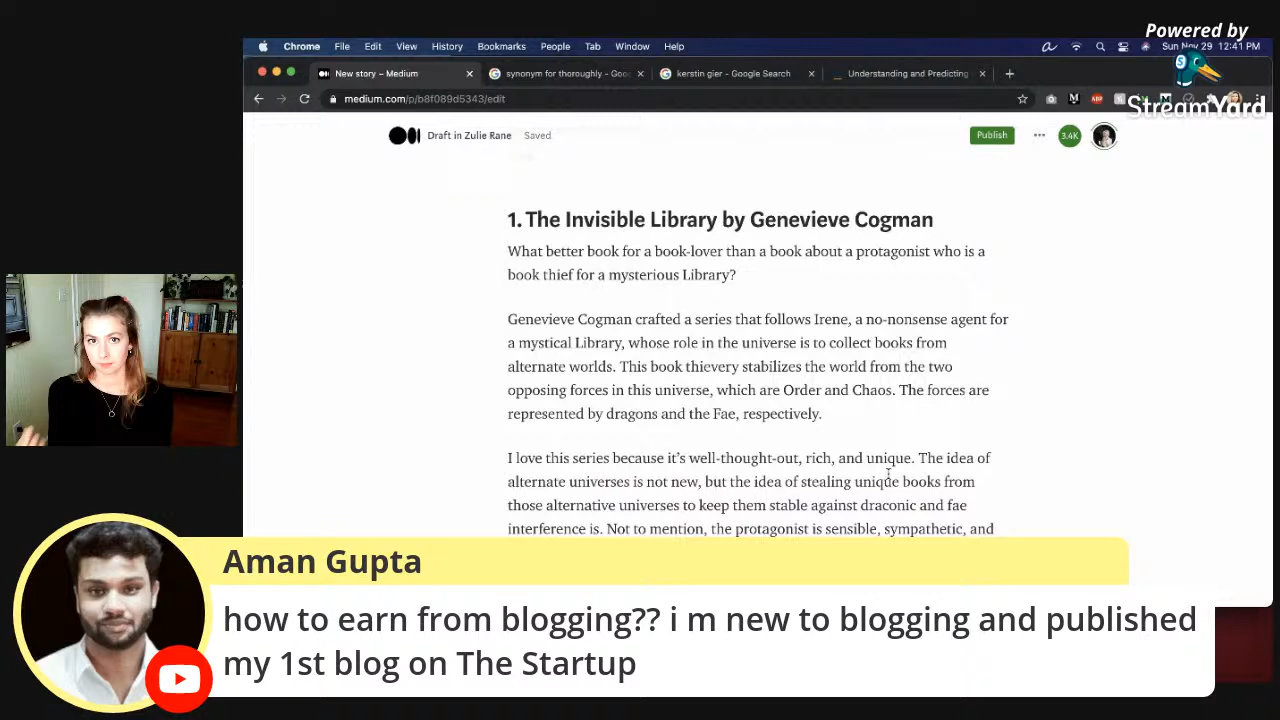 Powered by
StreamYard
Chrome File Edit View History Bookmarks People Tab Window Help
Sun Nov 29 12:41 PM
New story – Medium
synonym for thoroughly - Goo
kerstin gier - Google Search
Understanding and Predicting
medium.com/p/b8f089d5343/edit
Draft in Zulie Rane Saved
Publish
3.4K
1. The Invisible Library by Genevieve Cogman
What better book for a book-lover than a book about a protagonist who is a
book thief for a mysterious Library?
Genevieve Cogman crafted a series that follows Irene, a no-nonsense agent for
a mystical Library, whose role in the universe is to collect books from
alternate worlds. This book thievery stabilizes the world from the two
opposing forces in this universe, which are Order and Chaos. The forces are
represented by dragons and the Fae, respectively.
I love this series because it's well-thought-out, rich, and unique. The idea of
alternate universes is not new, but the idea of stealing unique books from
those alternative universes to keep them stable against draconic and fae
interference is. Not to mention, the protagonist is sensible, sympathetic, and
Aman Gupta
how to earn from blogging?? i m new to blogging and published
my 1st blog on The Startup